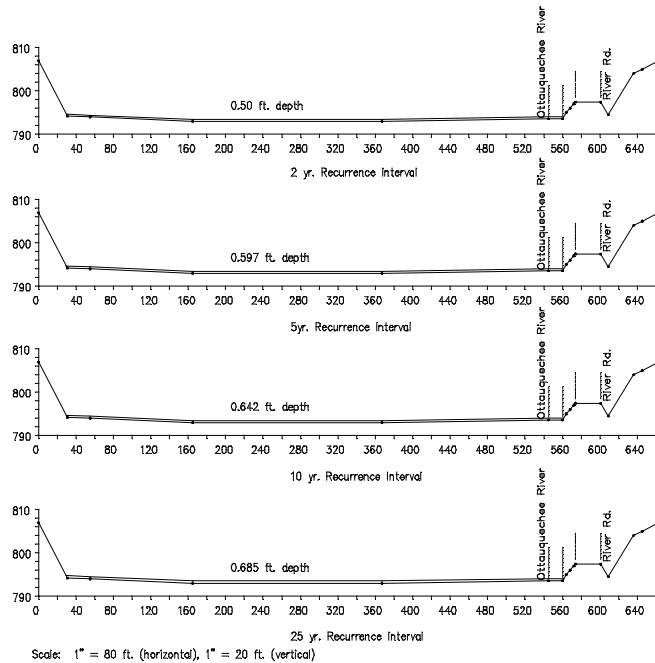 Ottauquechee River
River Rd.
810
800
790
0.50 ft. depth
0 40 80 120 160 200 240 280 320 360 400 440 480 520 560 600 640
2 yr. Recurrence Interval
Ottauquechee River
River Rd.
810
800
790
0.597 ft. depth
0 40 80 120 160 200 240 280 320 360 400 440 480 520 560 600 640
5yr. Recurrence Interval
Ottauquechee River
River Rd.
810
800
790
0.642 ft. depth
0 40 80 120 160 200 240 280 320 360 400 440 480 520 560 600 640
10 yr. Recurrence Interval
Ottauquechee River
River Rd.
810
800
790
0.685 ft. depth
0 40 80 120 160 200 240 280 320 360 400 440 480 520 560 600 640
25 yr. Recurrence Interval
Scale: 1" = 80 ft. (horizontal), 1" = 20 ft. (vertical)